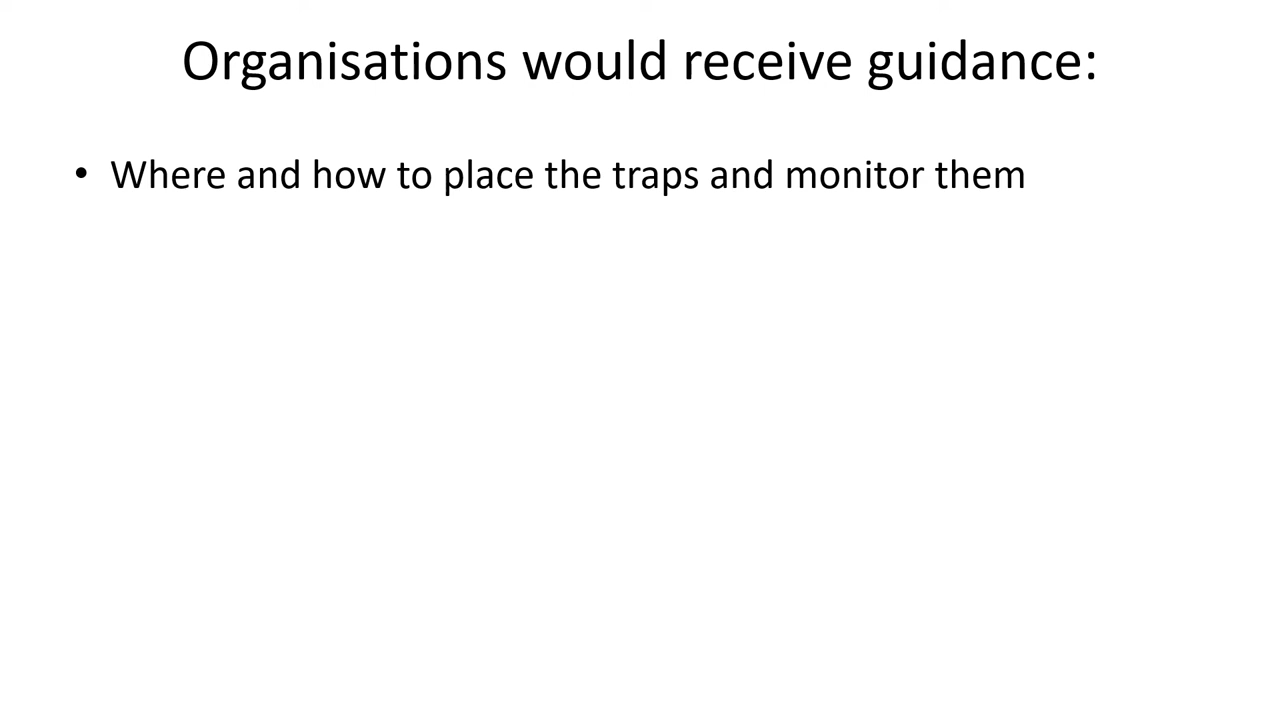 Organisations would receive guidance:
• Where and how to place the traps and monitor them